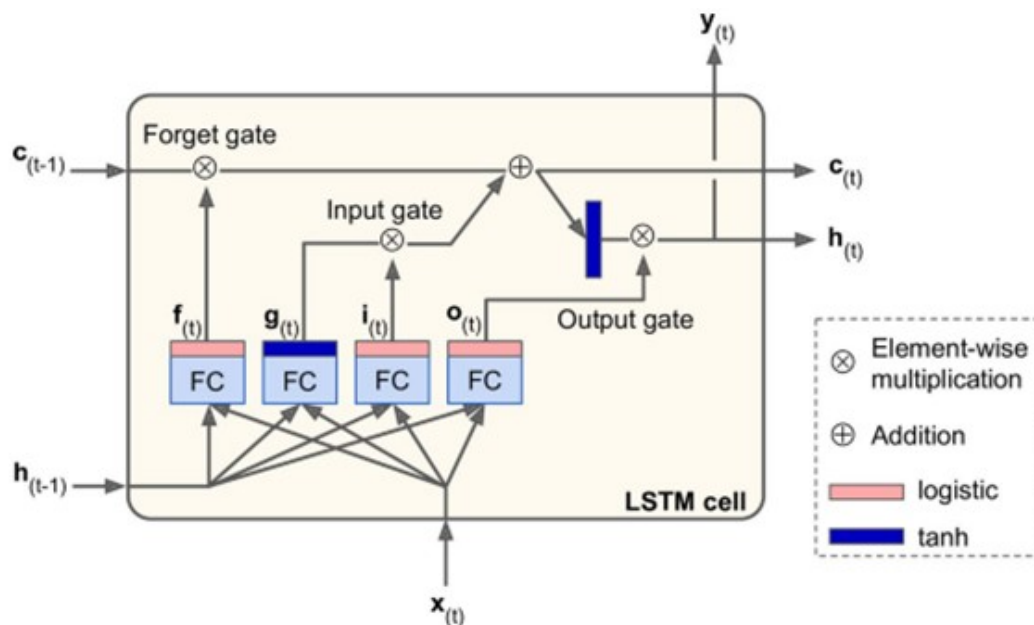 y(t)
Forget gate
c(t-1)
c(t)
Input gate
h(t)
f(t) g(t) i(t) o(t)
Output gate
FC FC FC FC
Element-wise
multiplication
Addition
h(t-1)
logistic
LSTM cell
tanh
x(t)